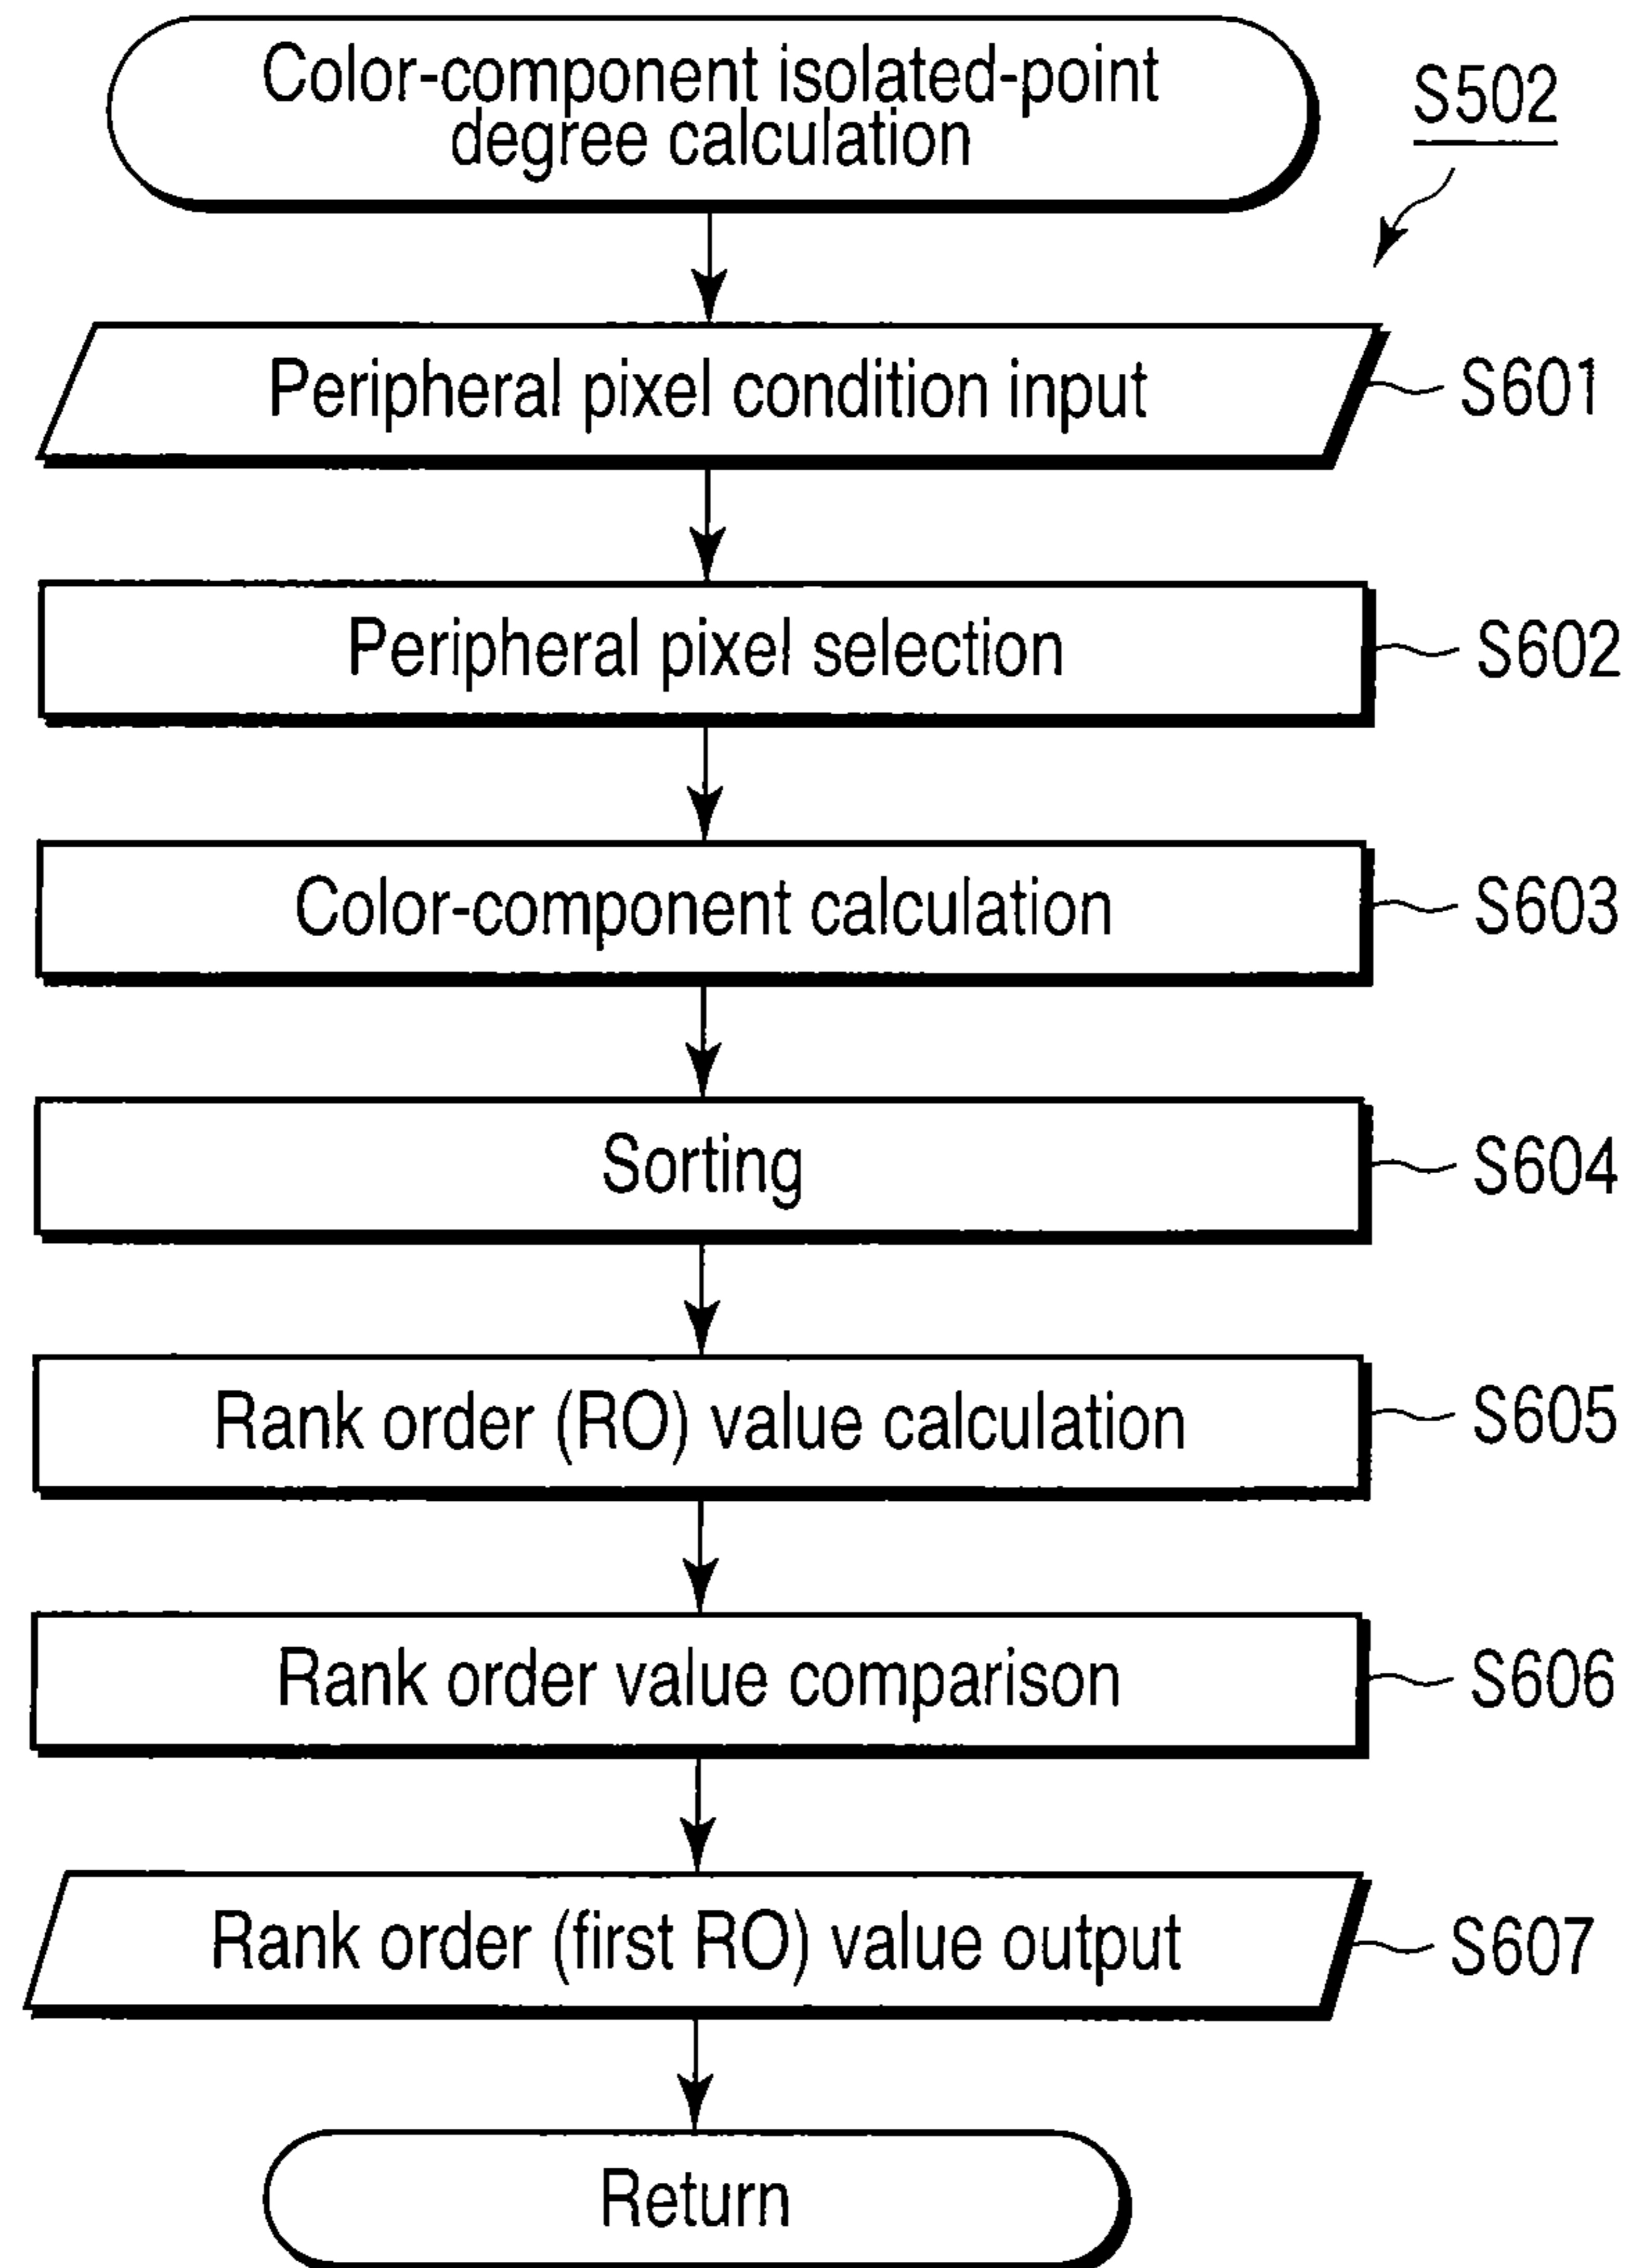 Color-component isolated-point
degree calculation
S502
Peripheral pixel condition input
S601
Peripheral pixel selection
S602
Color-component calculation
S603
Sorting
S604
Rank order (RO) value calculation
S605
Rank order value comparison
S606
Rank order (first RO) value output
S607
Return